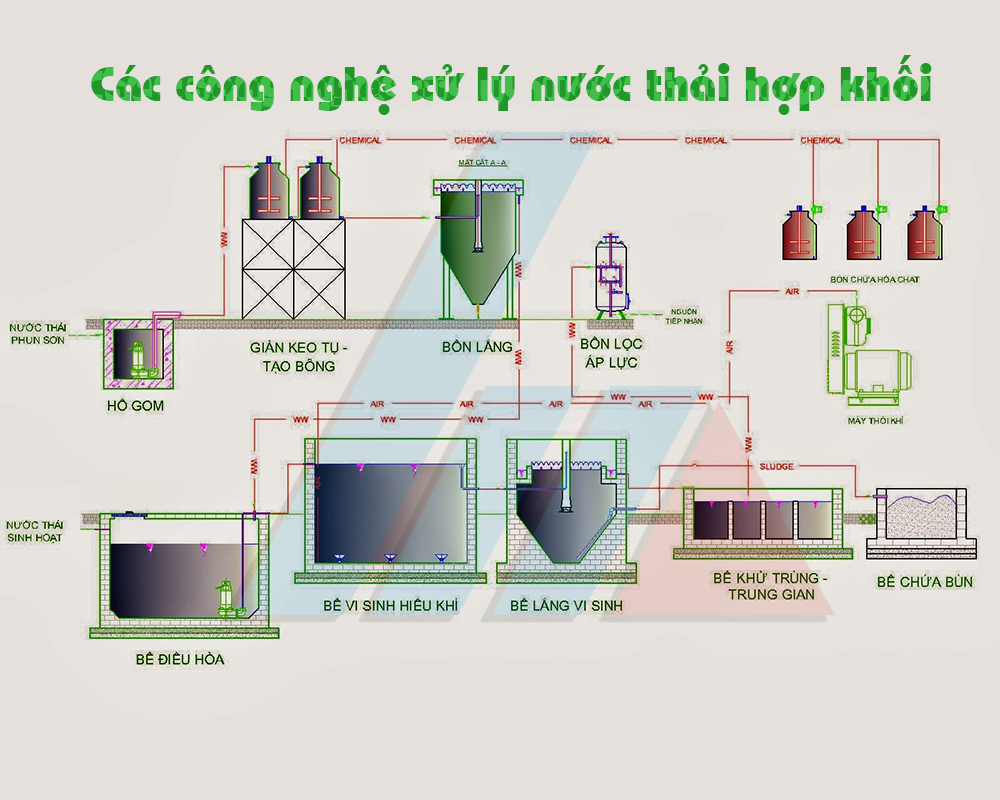 Các công nghệ xử lý nước thải hợp khối
CHEMICAL CHEMICAL CHEMICAL CHEMICAL CHEMICAL
MẶT CẮT A - A
WW
WW
WW
BỒN CHỨA HÓA CHẤT
AIR
NGUỒN
TIẾP NHẬN
NƯỚC THẢI
PHUN SƠN
GIÀN KEO TỤ -
TẠO BÔNG
BỒN LẮNG
BỒN LỌC
ÁP LỰC
AIR
WW
HỐ GOM
AIR AIR AIR AIR
WW WW
WW WW WW
MÁY THỔI KHÍ
WW
WW
SLUDGE
AIR
NƯỚC THẢI
SINH HOẠT
BỂ VI SINH HIẾU KHÍ
BỂ LẮNG VI SINH
BỂ KHỬ TRÙNG -
TRUNG GIAN
BỂ CHỨA BÙN
BỂ ĐIỀU HÒA